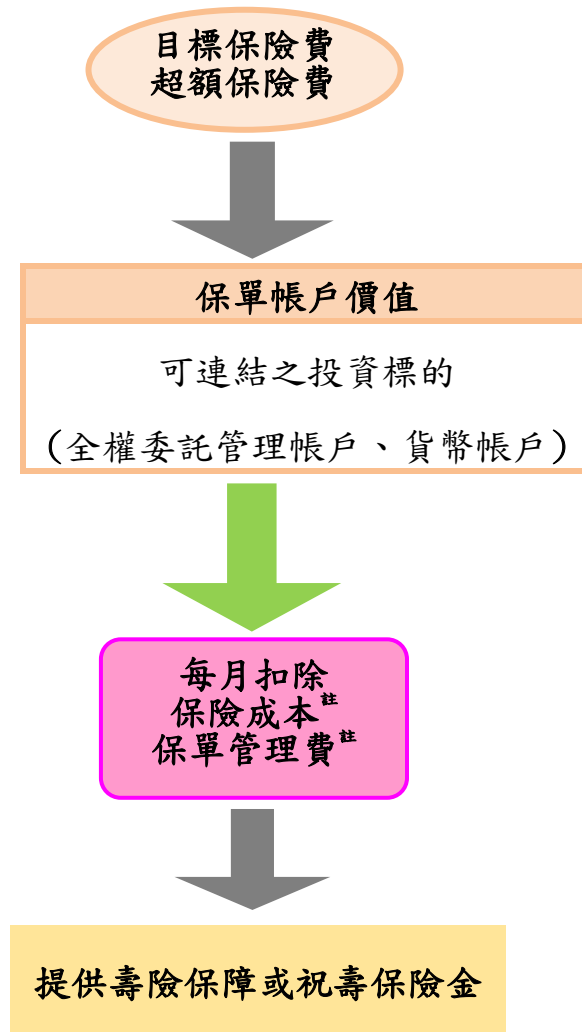 目標保險費
超額保險費
保單帳戶價值
可連結之投資標的
(全權委託管理帳戶、貨幣帳戶)
每月扣除
保險成本註
保單管理費註
提供壽險保障或祝壽保險金